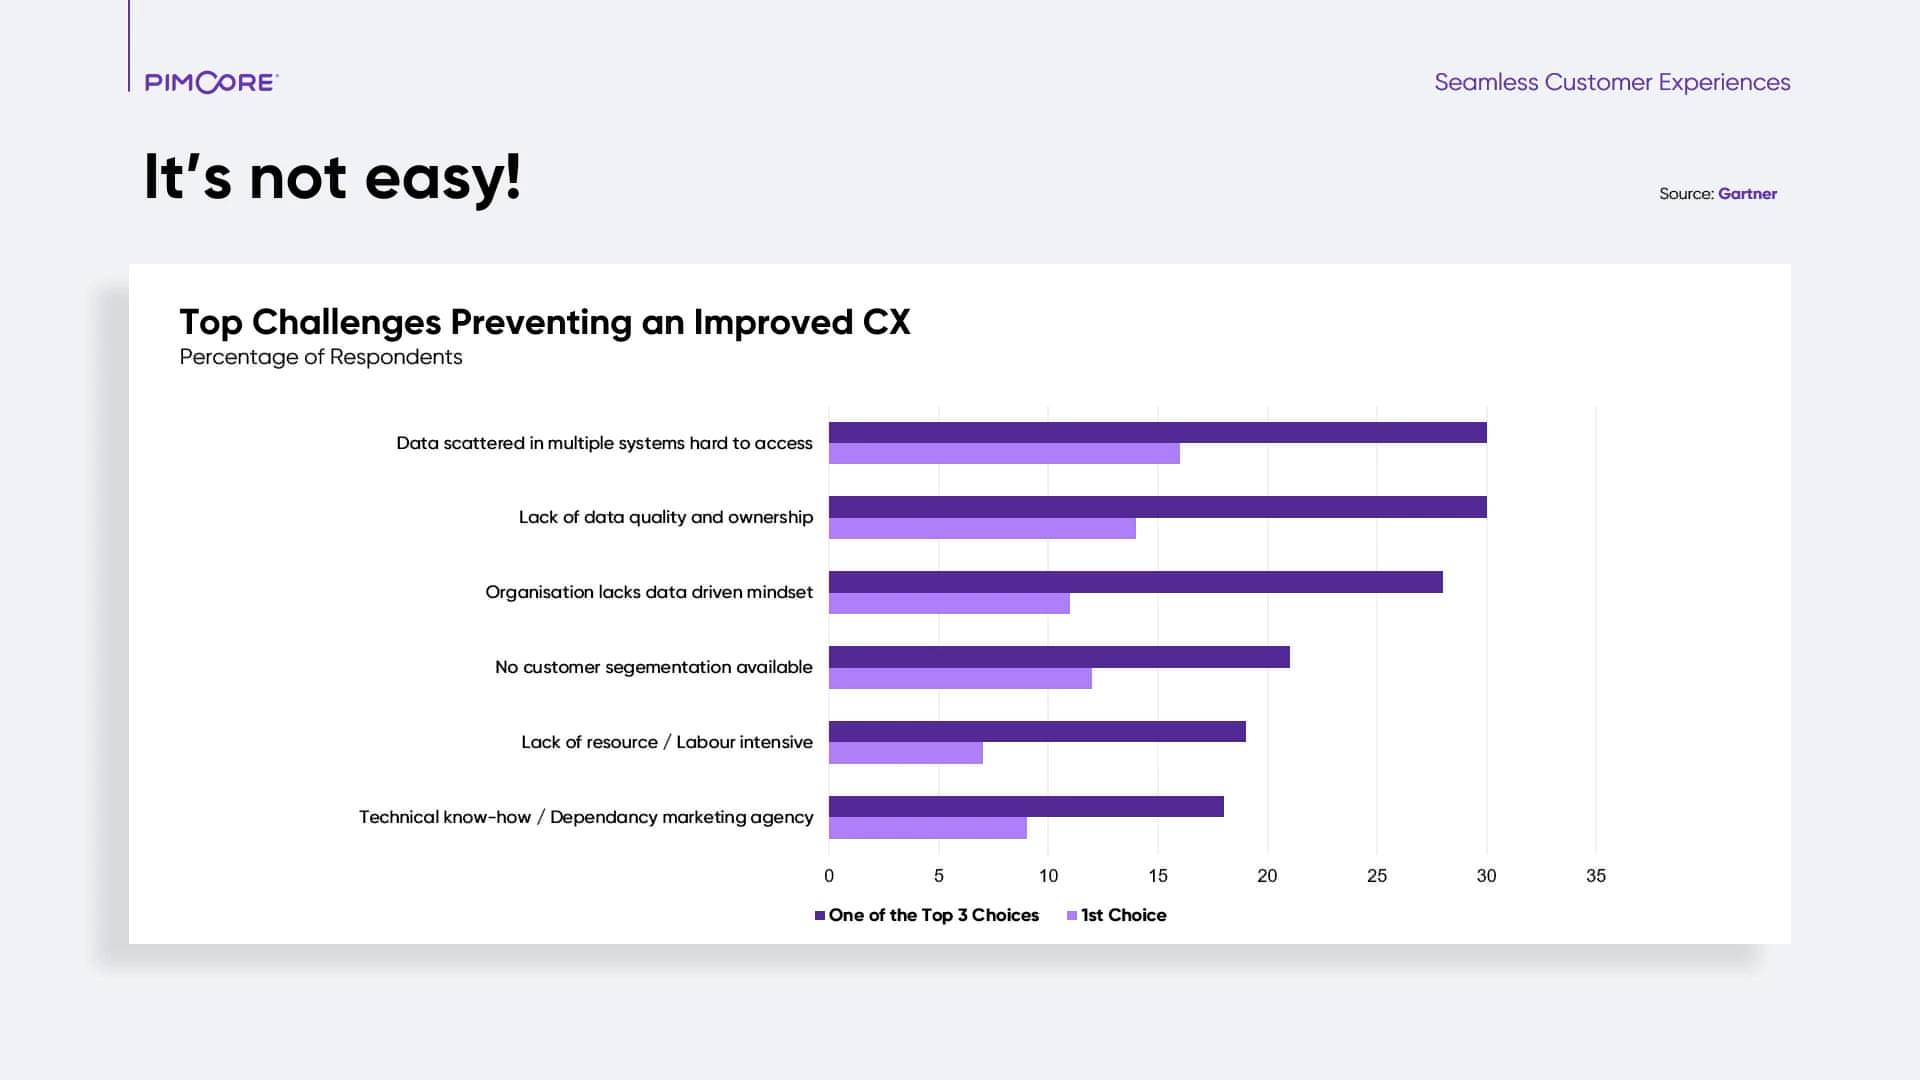 PIMCORE
Seamless Customer Experiences
It’s not easy!
Source: Gartner
Top Challenges Preventing an Improved CX
Percentage of Respondents
Data scattered in multiple systems hard to access
Lack of data quality and ownership
Organisation lacks data driven mindset
No customer segementation available
Lack of resource / Labour intensive
Technical know-how / Dependancy marketing agency
0 5 10 15 20 25 30 35
One of the Top 3 Choices 1st Choice